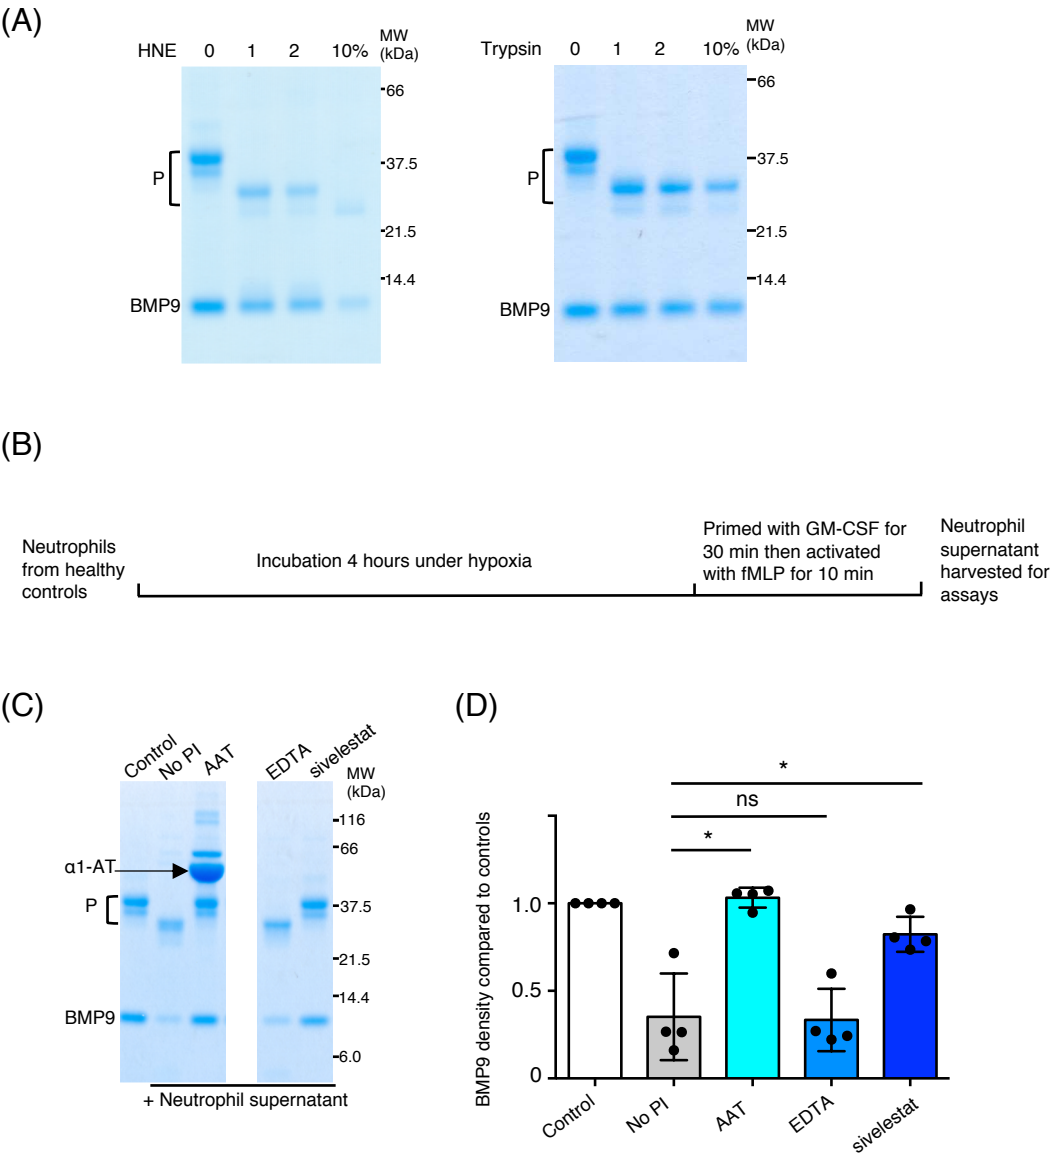 (A)
HNE 0 1 2 10% MW
(kDa)
66
37.5
21.5
14.4
P
BMP9
Trypsin 0 1 2 10% MW
(kDa)
66
37.5
21.5
14.4
P
BMP9
(B)
Neutrophils
from healthy
controls
Incubation 4 hours under hypoxia
Primed with GM-CSF for
30 min then activated
with fMLP for 10 min
Neutrophil
supernatant
harvested for
assays
(C)
Control No PI AAT EDTA sivelestat
MW
(kDa)
116
66
37.5
21.5
14.4
6.0
α1-AT
P
BMP9
+ Neutrophil supernatant
(D)
BMP9 density compared to controls
1.0
0.5
0
*
ns
*
Control No PI AAT EDTA sivelestat